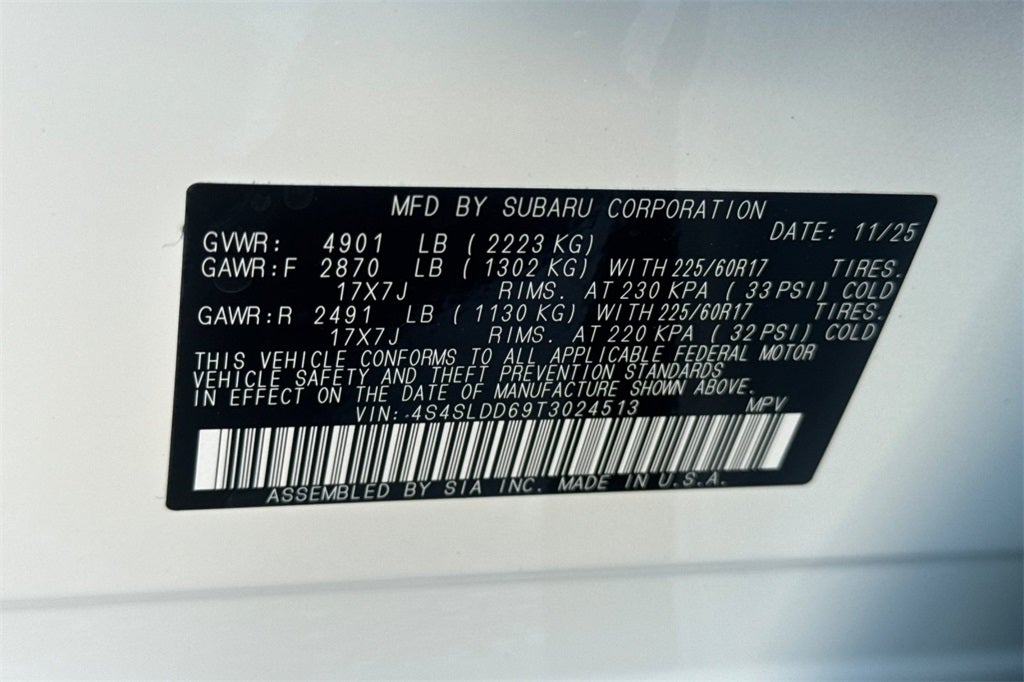 MFD BY SUBARU CORPORATION
DATE: 11/25
GVWR: 4901 LB ( 2223 KG)
GAWR:F 2870 LB ( 1302 KG) WITH 225/60R17 TIRES.
17X7J RIMS. AT 230 KPA ( 33 PSI) COLD
GAWR:R 2491 LB ( 1130 KG) WITH 225/60R17 TIRES.
17X7J RIMS. AT 220 KPA ( 32 PSI) COLD
THIS VEHICLE CONFORMS TO ALL APPLICABLE FEDERAL MOTOR
VEHICLE SAFETY AND THEFT PREVENTION STANDARDS
IN EFFECT ON THE DATE OF MANUFACTURE SHOWN ABOVE.
VIN: 4S4SLDD69T3024513 MPV
ASSEMBLED BY SIA INC. MADE IN U.S.A.